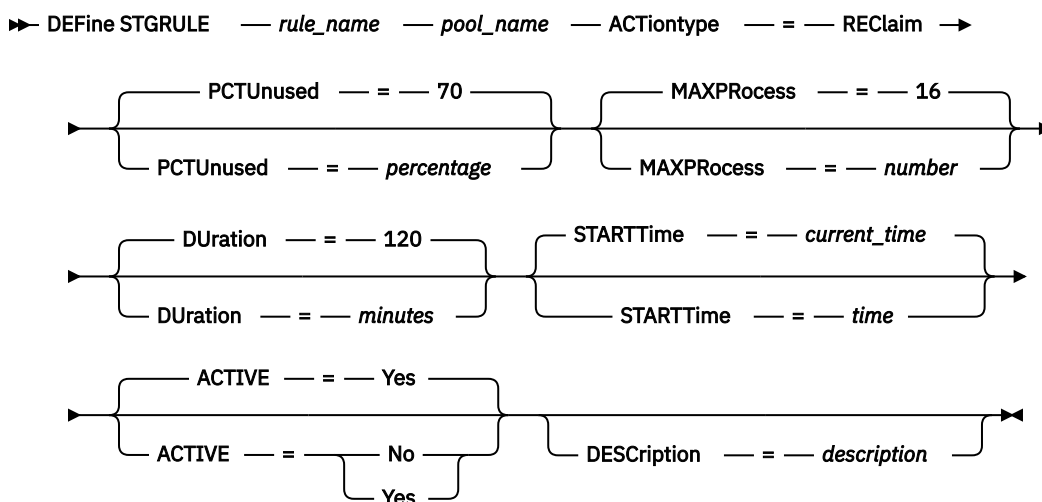 DEFine STGRULE rule_name pool_name ACTiontype = REClaim
PCTUnused = 70 MAXPRocess = 16
PCTUnused = percentage MAXPRocess = number
DUration = 120 STARTTime = current_time
DUration = minutes STARTTime = time
ACTIVE = Yes
ACTIVE = No DESCription = description
Yes